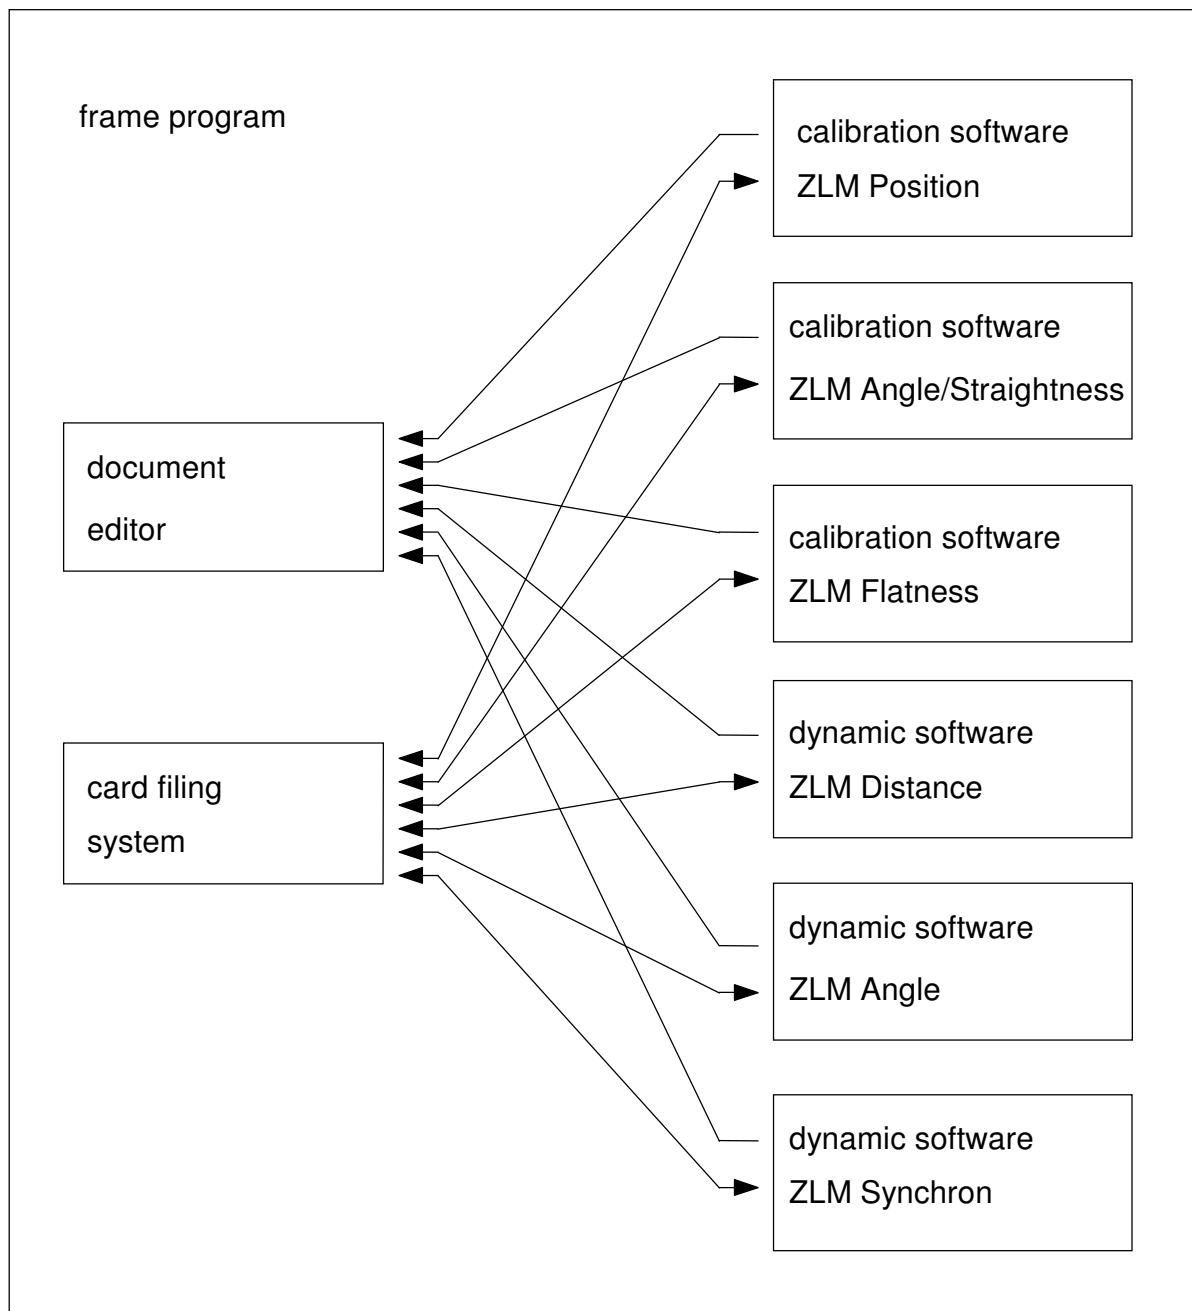 frame program
calibration software
ZLM Position
calibration software
ZLM Angle/Straightness
document
editor
calibration software
ZLM Flatness
dynamic software
ZLM Distance
card filing
system
dynamic software
ZLM Angle
dynamic software
ZLM Synchron